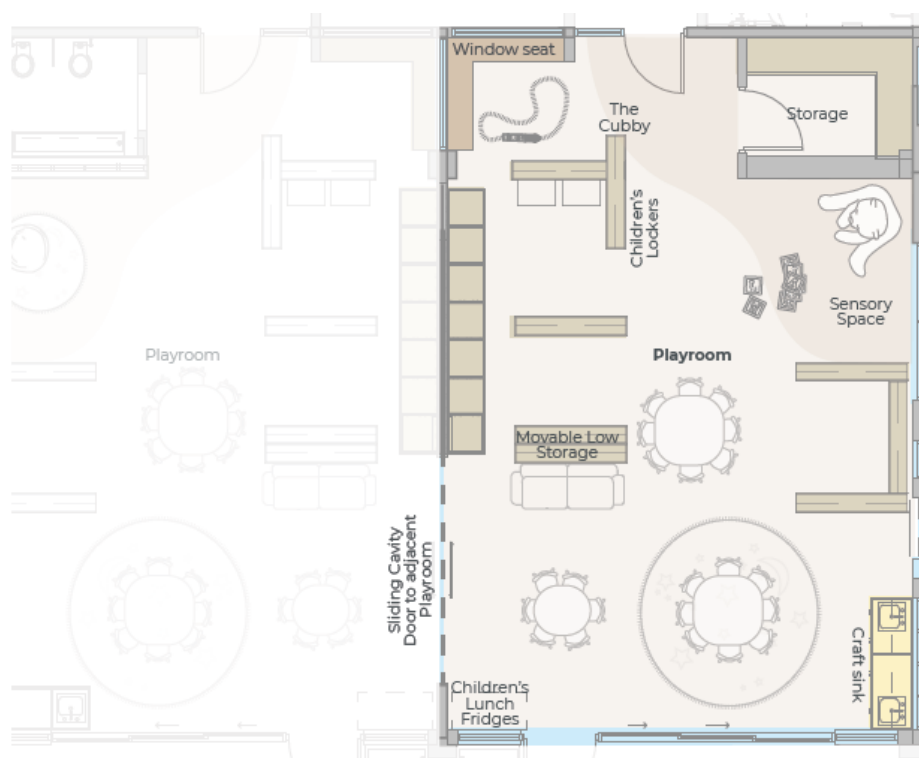 Window seat
The
Cubby
Storage
Children's
Lockers
Sensory
Space
Playroom
Playroom
Movable Low
Storage
Sliding Cavity
Door to adjacent
Playroom
Craft sink
Children's
Lunch
Fridges